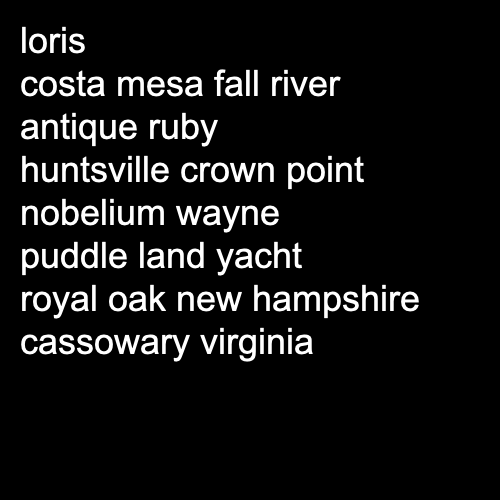 loris
costa mesa fall river
antique ruby
huntsville crown point
nobelium wayne
puddle land yacht
royal oak new hampshire
cassowary virginia